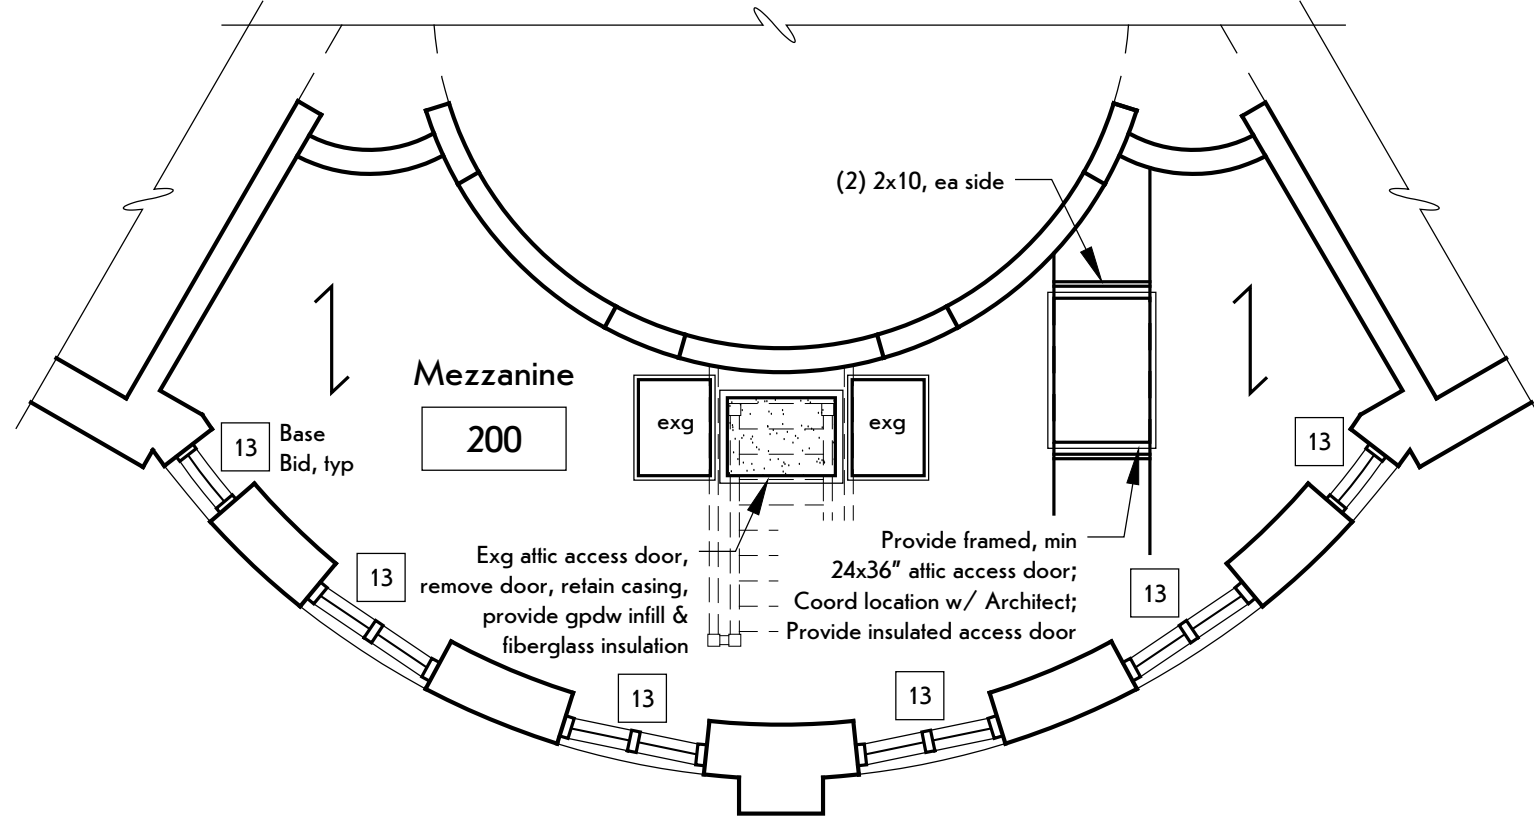 (2) 2x10, ea side
Mezzanine
200
exg
exg
13
Base
Bid, typ
13
13
Exg attic access door,
remove door, retain casing,
provide gpdw infill &
fiberglass insulation
Provide framed, min
24x36" attic access door;
Coord location w/ Architect;
Provide insulated access door
13
13
13